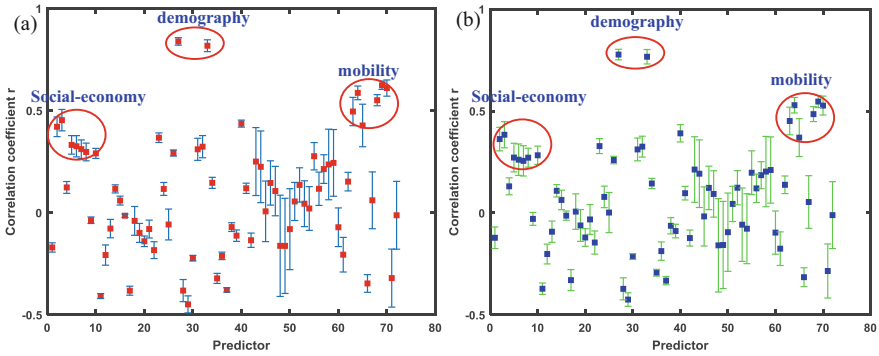 (a)
demography
Social-economy
mobility
Correlation coefficient r
1
0.5
0
-0.5
0
10
20
30
40
50
60
70
80
Predictor
(b)
demography
Social-economy
mobility
Correlation coefficient r
1
0.5
0
-0.5
0
10
20
30
40
50
60
70
80
Predictor